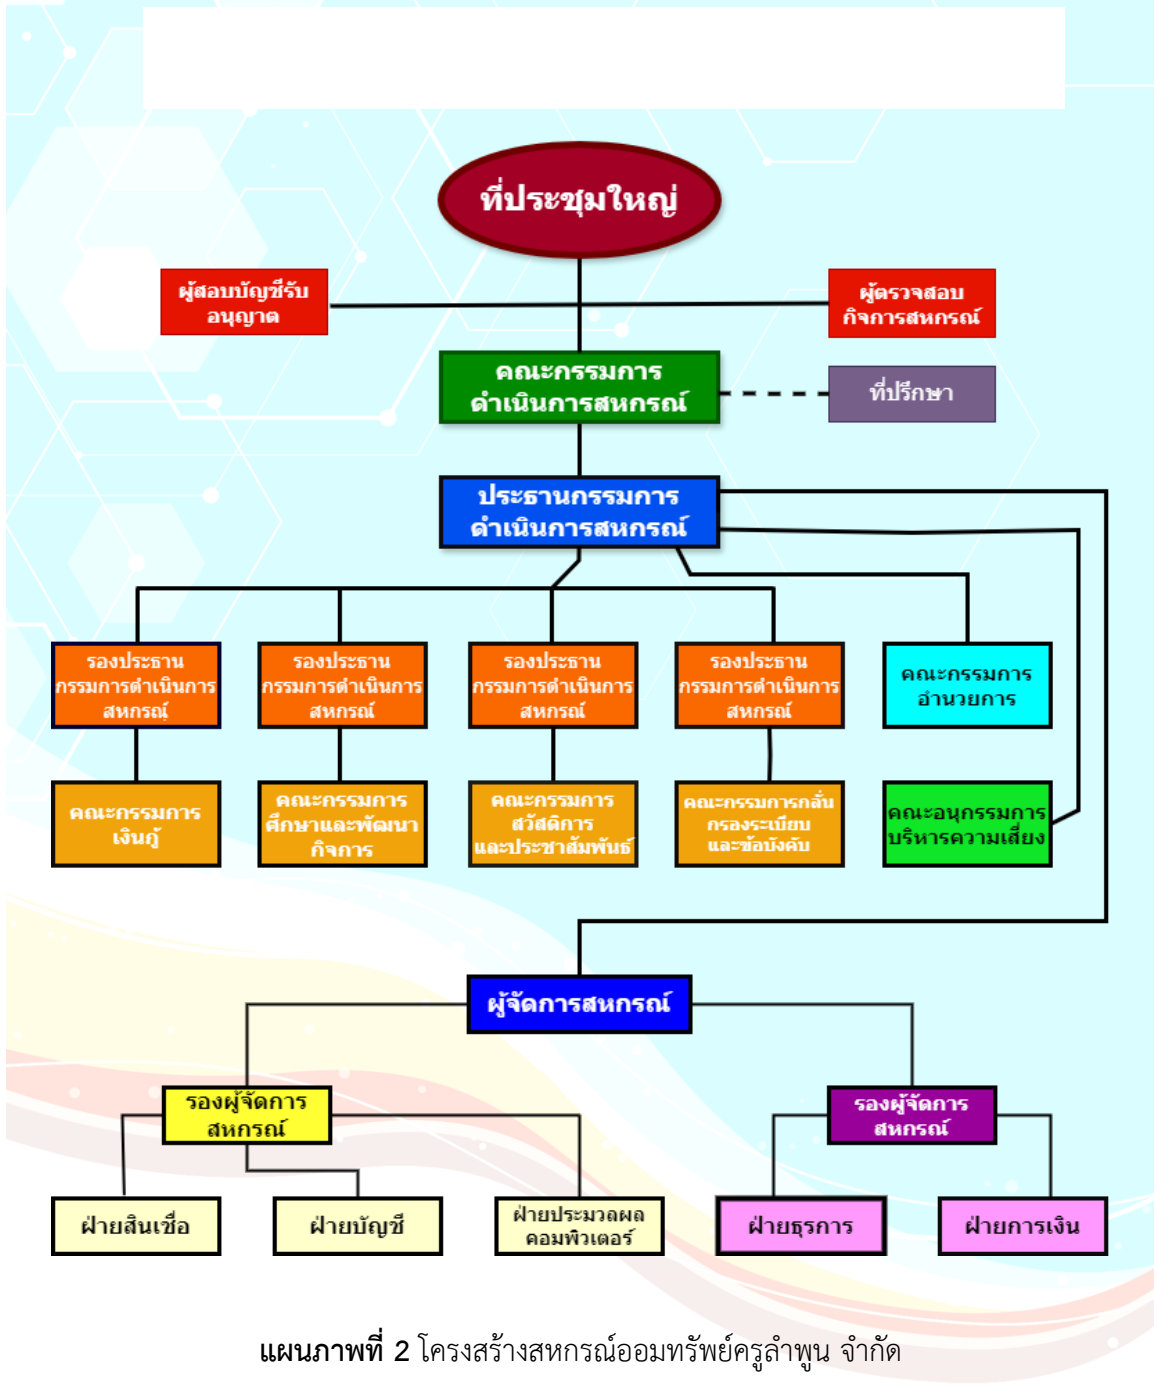 ที่ประชุมใหญ่
ผู้สอบบัญชีรับ
อนุญาต
ผู้ตรวจสอบ
กิจการสหกรณ์
คณะกรรมการ
ดำเนินการสหกรณ์
ที่ปรึกษา
ประธานกรรมการ
ดำเนินการสหกรณ์
รองประธาน
กรรมการดำเนินการ
สหกรณ์
รองประธาน
กรรมการดำเนินการ
สหกรณ์
รองประธาน
กรรมการดำเนินการ
สหกรณ์
รองประธาน
กรรมการดำเนินการ
สหกรณ์
คณะกรรมการ
อำนวยการ
คณะกรรมการ
เงินกู้
คณะกรรมการ
ศึกษาและพัฒนา
กิจการ
คณะกรรมการ
สวัสดิการ
และประชาสัมพันธ์
คณะกรรมการกลั่น
กรองระเบียบ
และข้อบังคับ
คณะอนุกรรมการ
บริหารความเสี่ยง
ผู้จัดการสหกรณ์
รองผู้จัดการ
สหกรณ์
รองผู้จัดการ
สหกรณ์
ฝ่ายสินเชื่อ
ฝ่ายบัญชี
ฝ่ายประมวลผล
คอมพิวเตอร์
ฝ่ายธุรการ
ฝ่ายการเงิน
แผนภาพที่ 2 โครงสร้างสหกรณ์ออมทรัพย์ครูลำพูน จำกัด